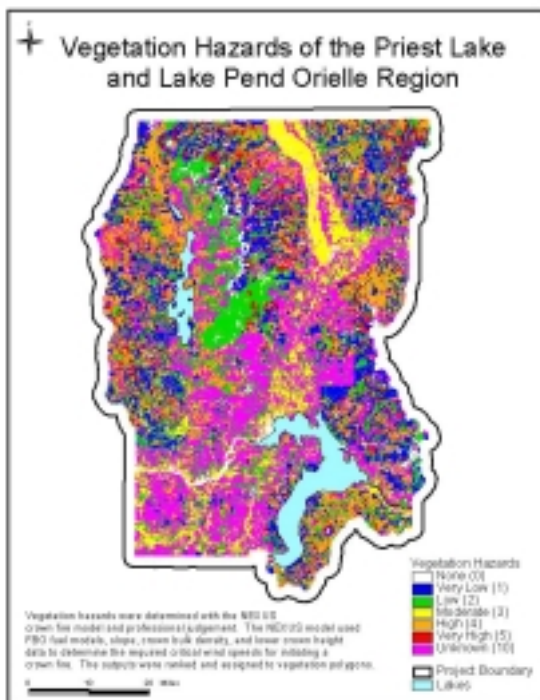 Vegetation Hazards of the Priest Lake
and Lake Pend Orielle Region
Vegetation Hazards
None (0)
Very Low (1)
Low (2)
Moderate (3)
High (4)
Very High (5)
Unknown (10)
Project Boundary
Lakes
Vegetation hazards were determined with the NEXUS
crown fire model and professional judgement. The NEXUS model used
FBO fuel models, slope, crown bulk density, and lower crown height
data to determine the required critical wind speeds for initiating a
crown fire. The outputs were ranked and assigned to vegetation polygons.
0 10 20 Miles